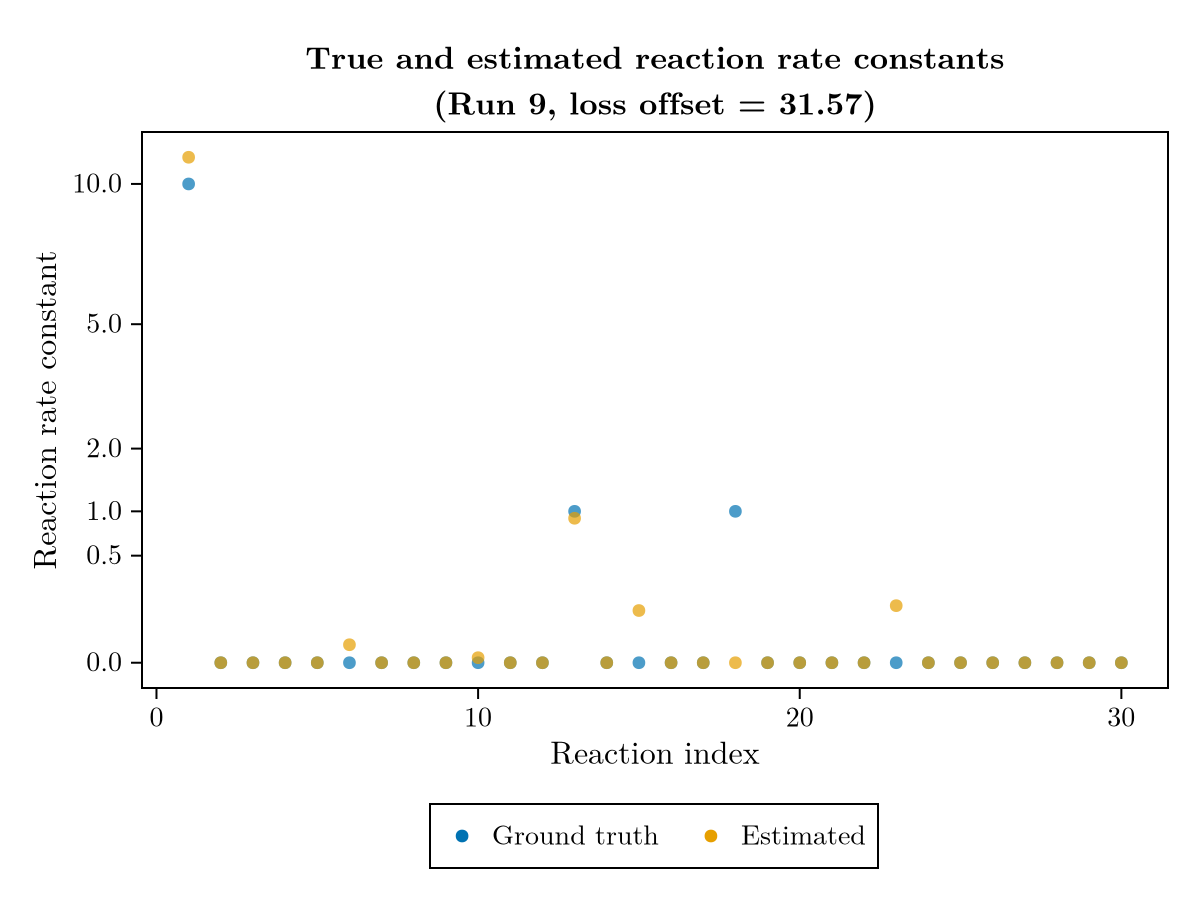 True and estimated reaction rate constants
(Run 9, loss offset = 31.57)
Reaction rate constant
10.0
5.0
2.0
1.0
0.5
0.0
0 10 20 30
Reaction index
Ground truth Estimated